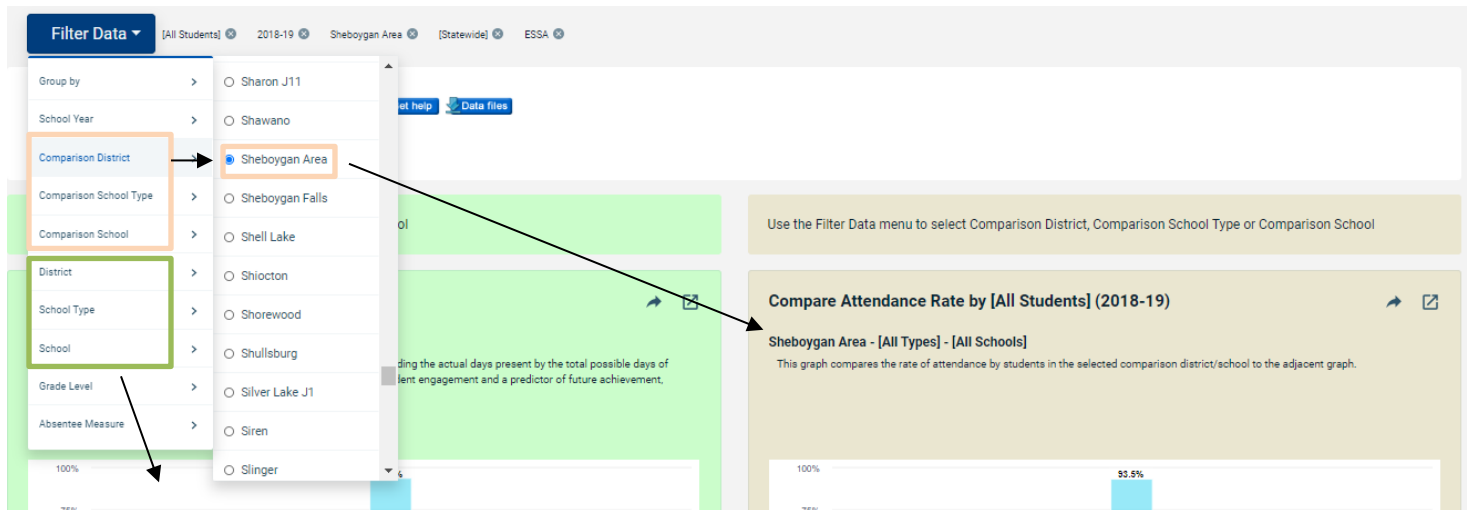 Filter Data
[All Students] 2018-19 Sheboygan Area [Statewide] ESSA
Group by
School Year
Comparison District
Comparison School Type
Comparison School
District
School Type
School
Grade Level
Absentee Measure
Sharon J11
Shawano
Sheboygan Area
Sheboygan Falls
Shell Lake
Shiocton
Shorewood
Shullsburg
Silver Lake J1
Siren
Slinger
et help Data files
ol
ding the actual days present by the total possible days of
dent engagement and a predictor of future achievement,
100%
%
75%
Use the Filter Data menu to select Comparison District, Comparison School Type or Comparison School
Compare Attendance Rate by [All Students] (2018-19)
Sheboygan Area - [All Types] - [All Schools]
This graph compares the rate of attendance by students in the selected comparison district/school to the adjacent graph.
100%
93.5%
75%